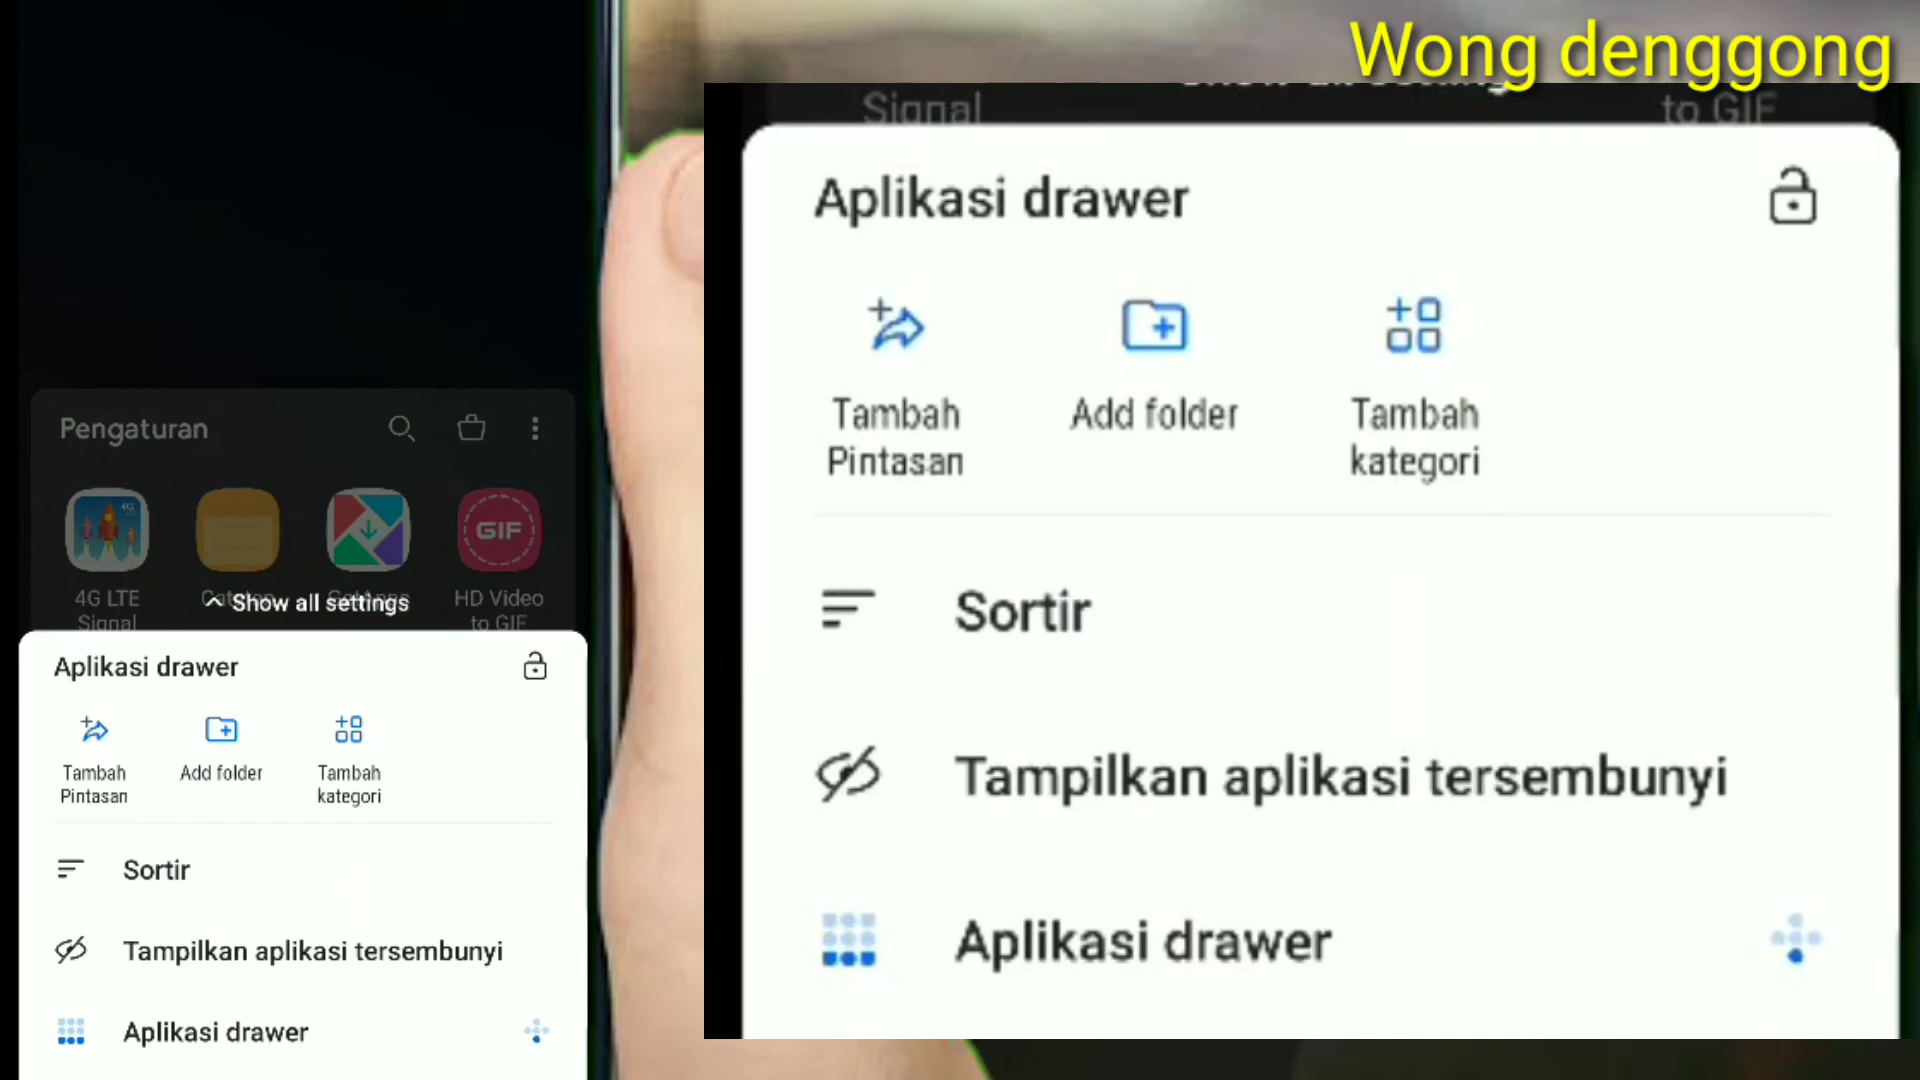 Wong denggong
Pengaturan
4G LTE
Signal
GIF
HD Video
to GIF
Show all settings
Aplikasi drawer
Tambah
Pintasan
Add folder
Tambah
kategori
Sortir
Tampilkan aplikasi tersembunyi
Aplikasi drawer
Signal
to GIF
Aplikasi drawer
Tambah
Pintasan
Add folder
Tambah
kategori
Sortir
Tampilkan aplikasi tersembunyi
Aplikasi drawer